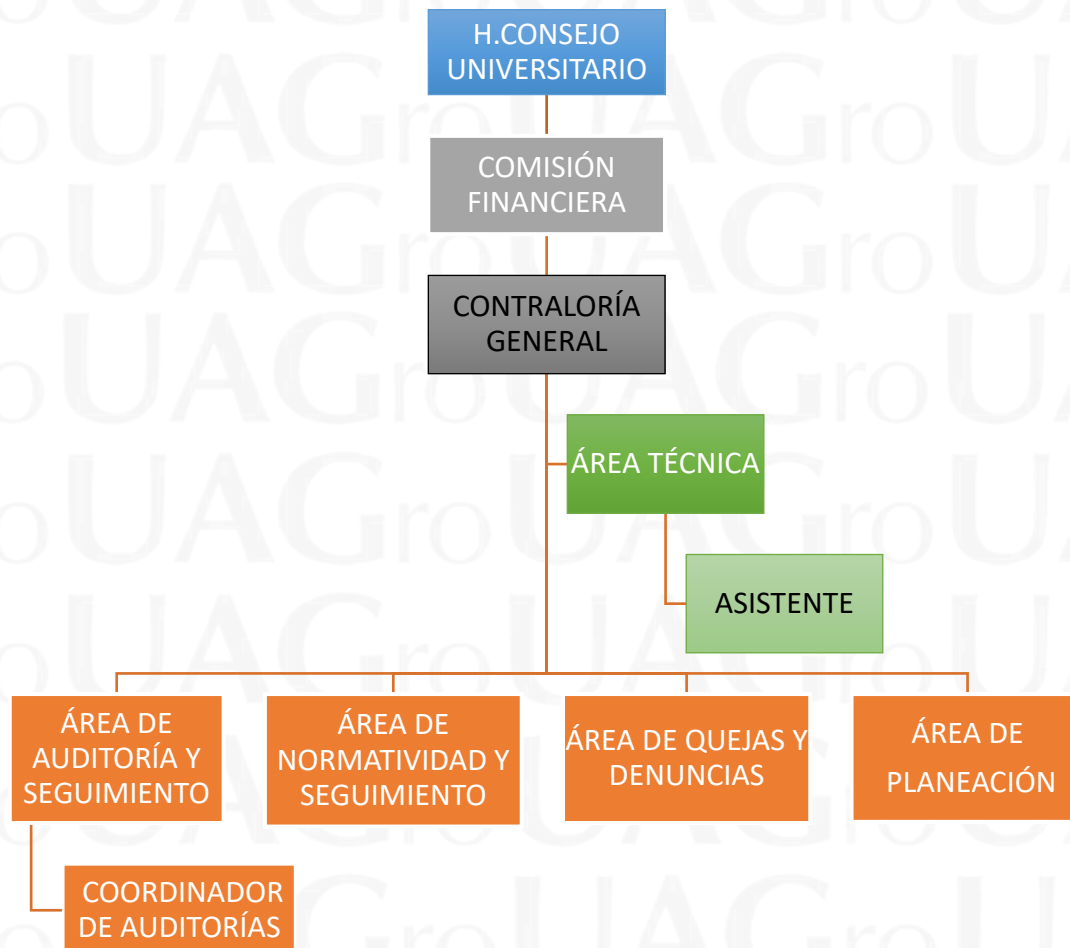 H.CONSEJO
UNIVERSITARIO
COMISIÓN
FINANCIERA
CONTRALORÍA
GENERAL
ÁREA TÉCNICA
ASISTENTE
ÁREA DE
AUDITORÍA Y
SEGUIMIENTO
ÁREA DE
NORMATIVIDAD Y
SEGUIMIENTO
ÁREA DE QUEJAS Y
DENUNCIAS
ÁREA DE
PLANEACIÓN
COORDINADOR
DE AUDITORÍAS
UAGro